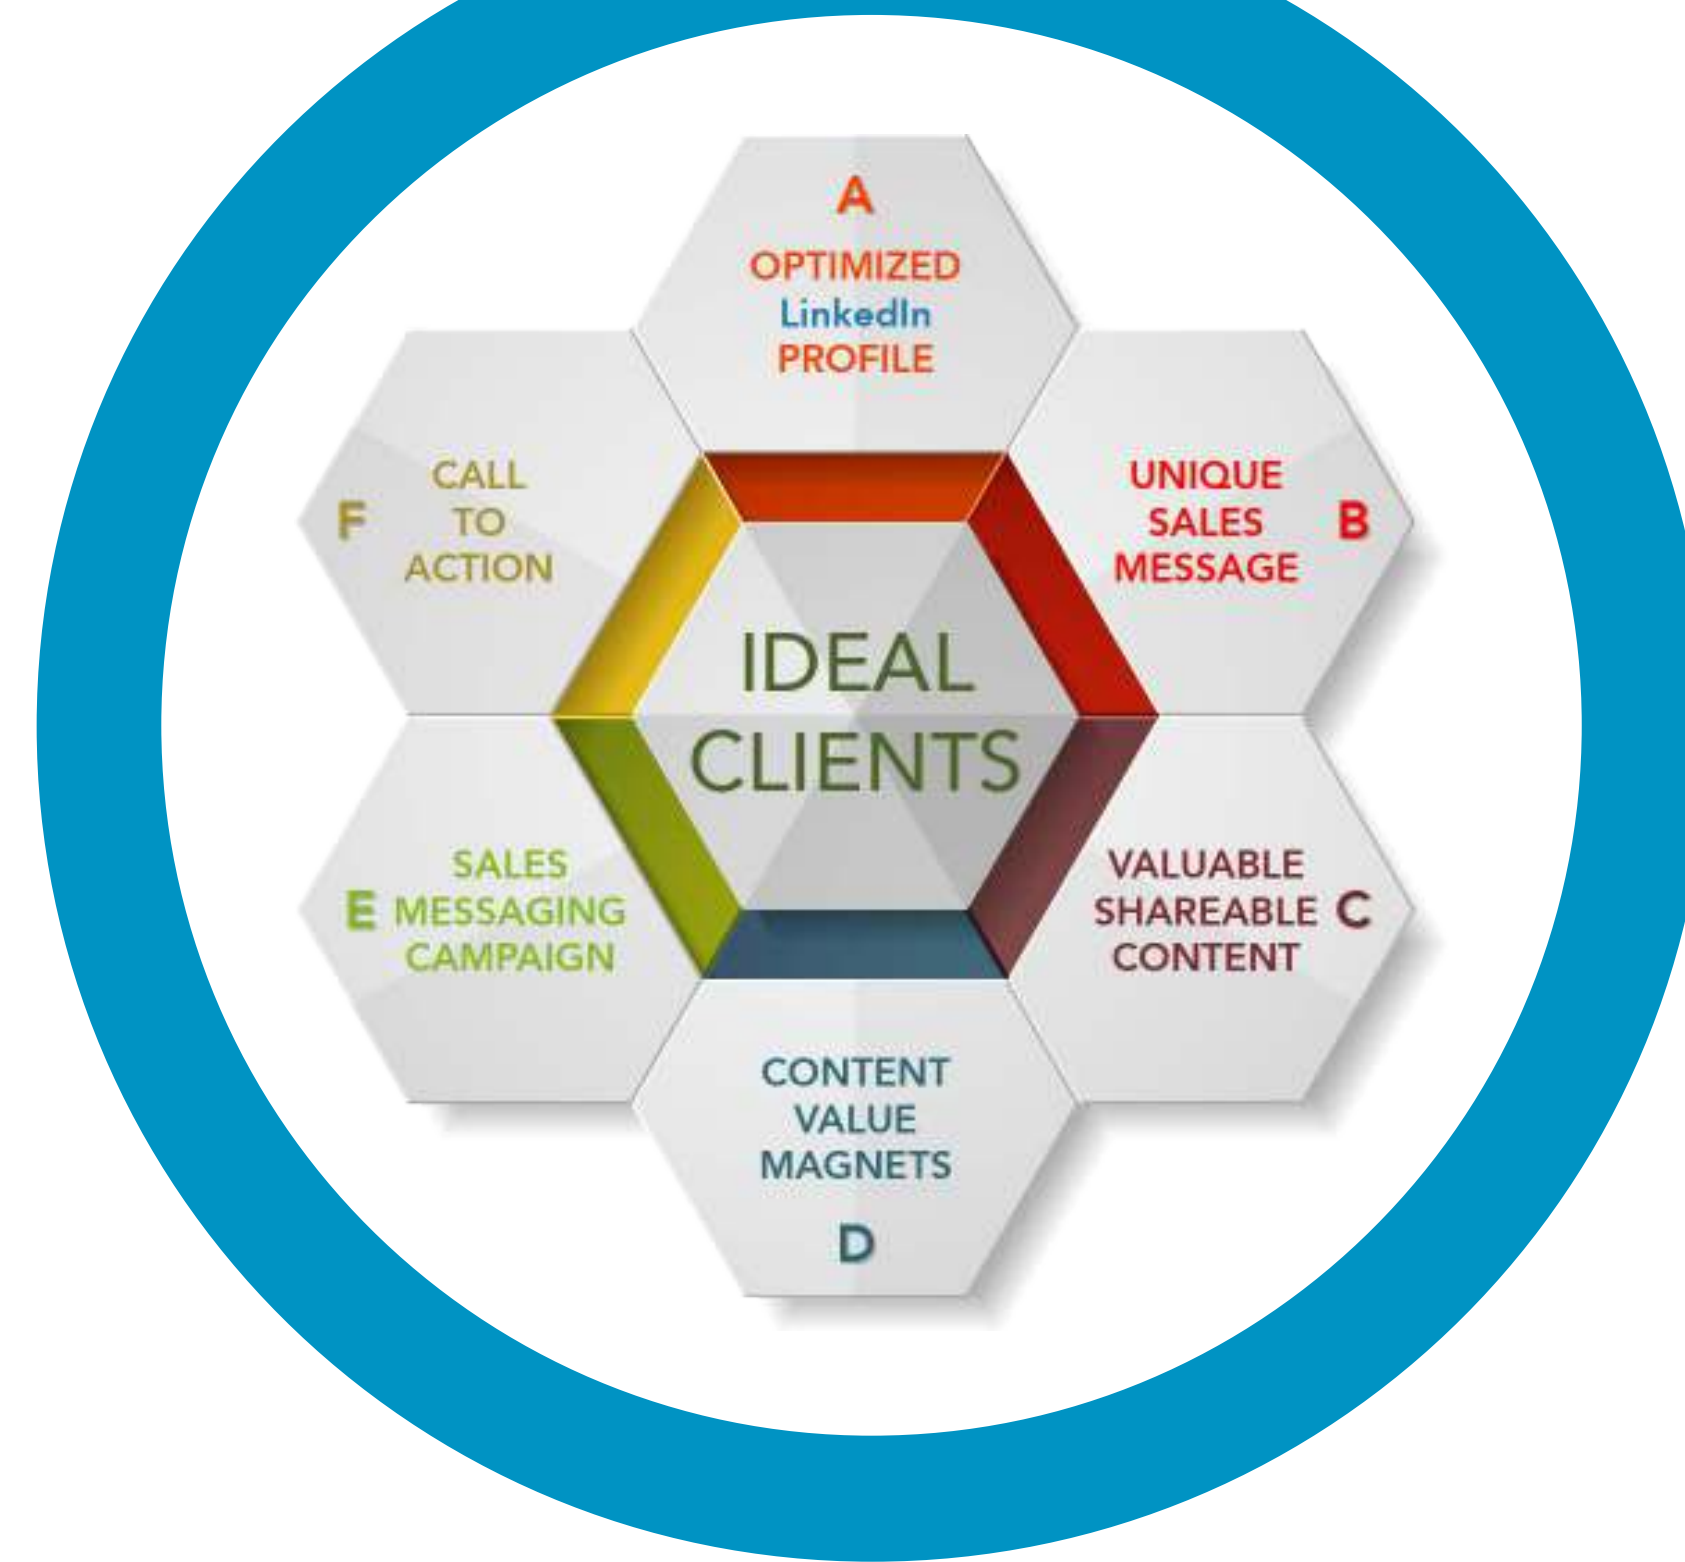 A
OPTIMIZED
LinkedIn
PROFILE
UNIQUE
SALES
MESSAGE
B
VALUABLE
SHAREABLE
CONTENT
C
CONTENT
VALUE
MAGNETS
D
E
SALES
MESSAGING
CAMPAIGN
F
CALL
TO
ACTION
IDEAL
CLIENTS